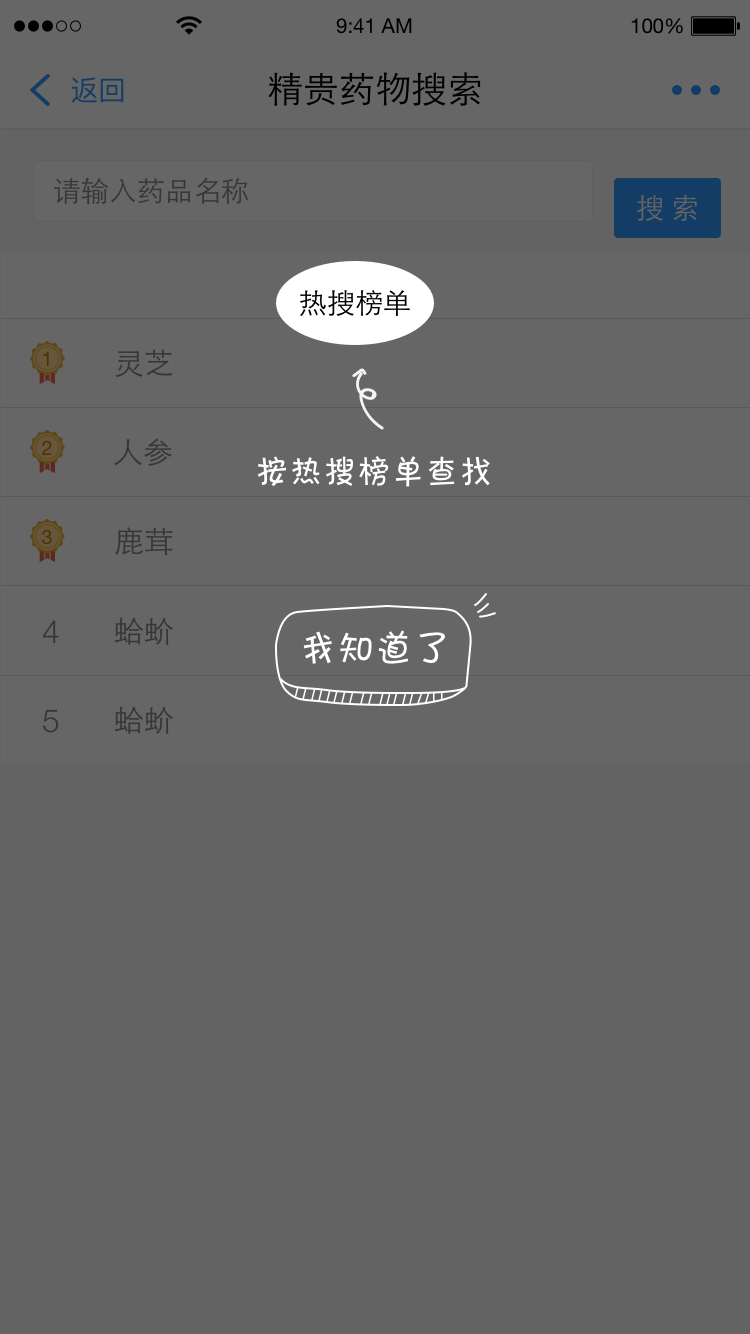 9:41 AM 100%
返回 精贵药物搜索
请输入药品名称 搜索
热搜榜单
1 灵芝
2 人参
按热搜榜单查找
3 鹿茸
4 蛤蚧
我知道了
5 蛤蚧